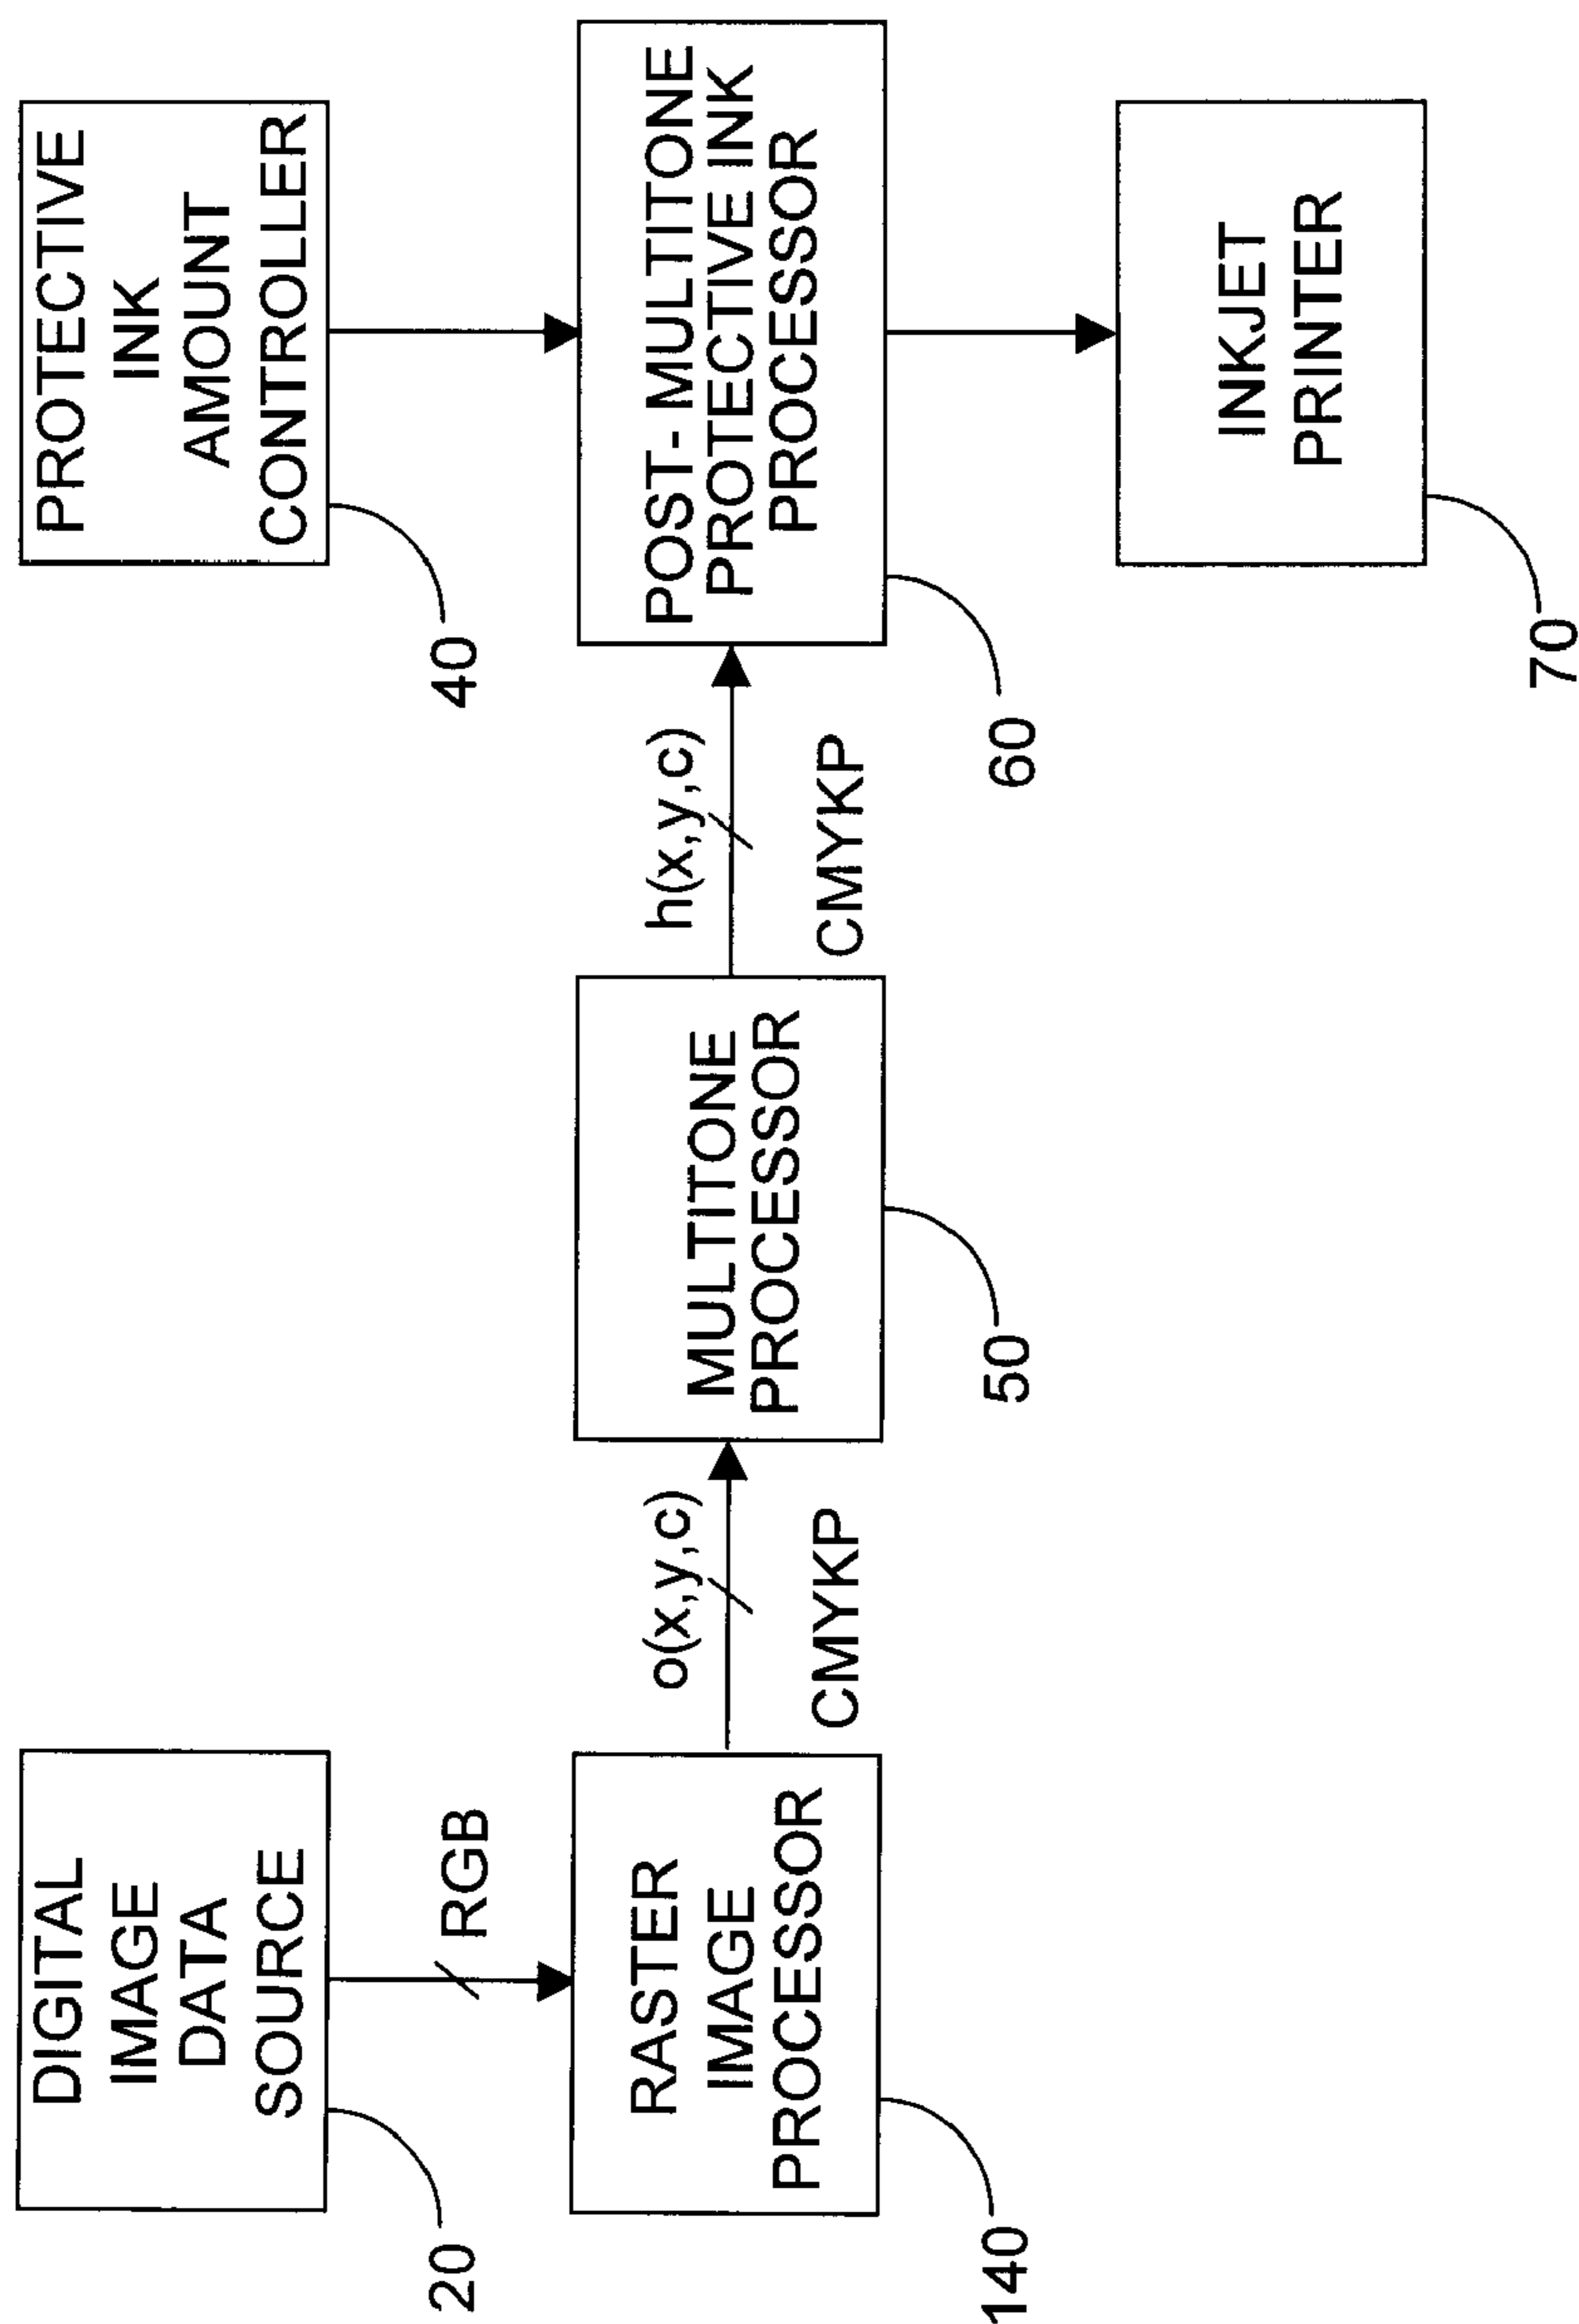 DIGITAL
IMAGE
DATA
SOURCE
20
RGB
RASTER
IMAGE
PROCESSOR
140
o(x,y,c)
CMYKP
MULTITONE
PROCESSOR
50
h(x,y,c)
CMYKP
PROTECTIVE
INK
AMOUNT
CONTROLLER
40
POST-MULTITONE
PROTECTIVE INK
PROCESSOR
60
INKJET
PRINTER
70